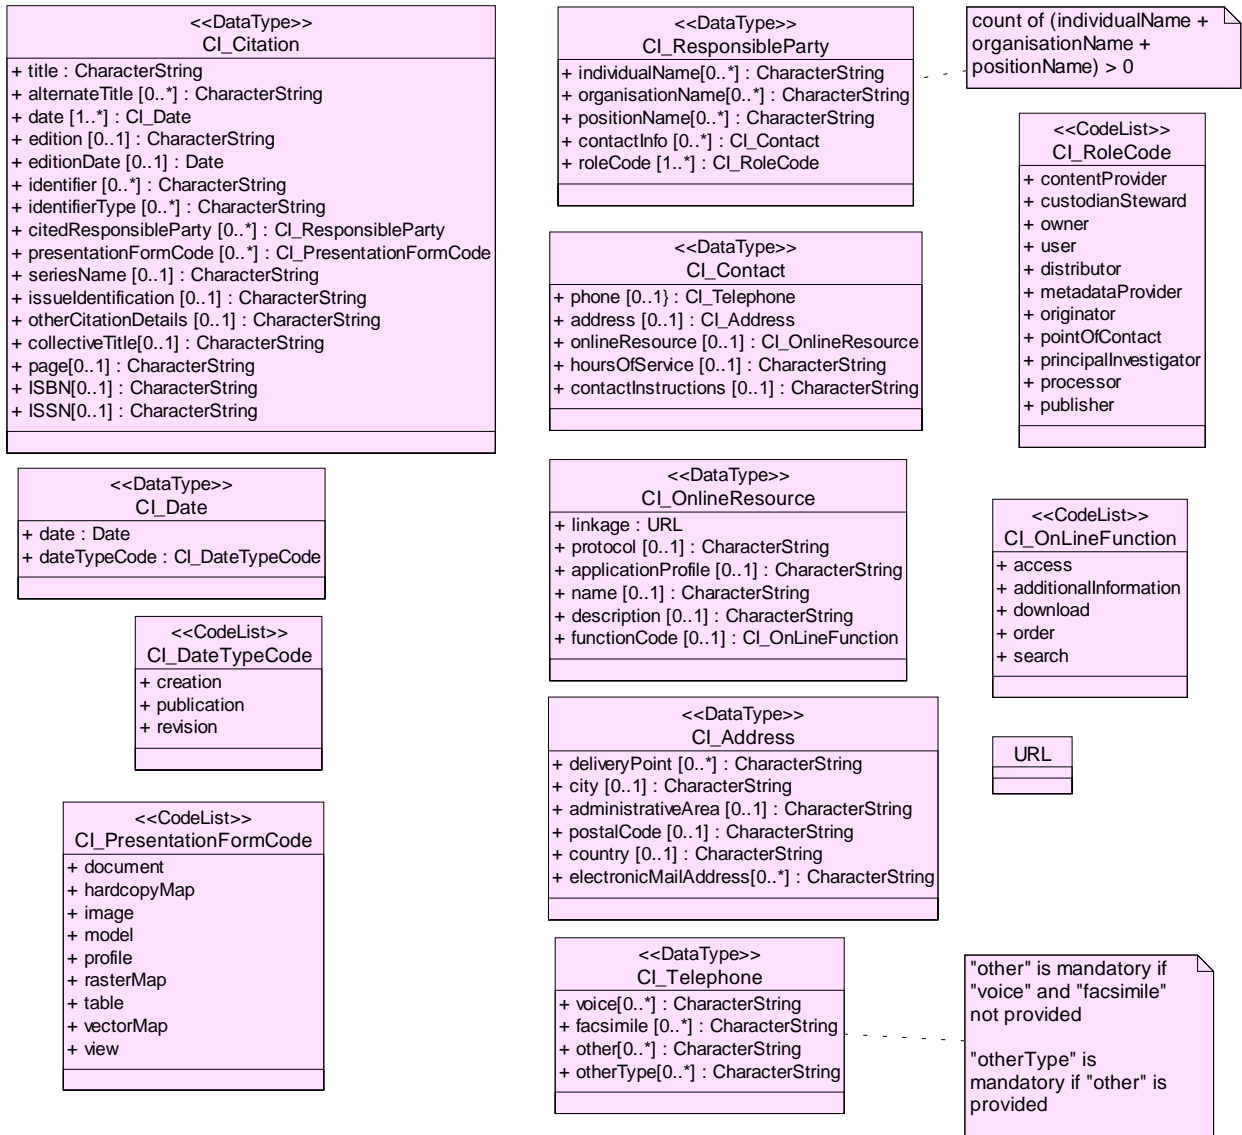 <<DataType>>
CI_Citation
+ title : CharacterString
+ alternateTitle [0..*] : CharacterString
+ date [1..*] : CI_Date
+ edition [0..1] : CharacterString
+ editionDate [0..1] : Date
+ identifier [0..*] : CharacterString
+ identifierType [0..*] : CharacterString
+ citedResponsibleParty [0..*] : CI_ResponsibleParty
+ presentationFormCode [0..*] : CI_PresentationFormCode
+ seriesName [0..1] : CharacterString
+ issueIdentification [0..1] : CharacterString
+ otherCitationDetails [0..1] : CharacterString
+ collectiveTitle[0..1] : CharacterString
+ page[0..1] : CharacterString
+ ISBN[0..1] : CharacterString
+ ISSN[0..1] : CharacterString
<<DataType>>
CI_Date
+ date : Date
+ dateTypeCode : CI_DateTypeCode
<<CodeList>>
CI_DateTypeCode
+ creation
+ publication
+ revision
<<CodeList>>
CI_PresentationFormCode
+ document
+ hardcopyMap
+ image
+ model
+ profile
+ rasterMap
+ table
+ vectorMap
+ view
<<DataType>>
CI_ResponsibleParty
+ individualName[0..*] : CharacterString
+ organisationName[0..*] : CharacterString
+ positionName[0..*] : CharacterString
+ contactInfo [0..*] : CI_Contact
+ roleCode [1..*] : CI_RoleCode
<<DataType>>
CI_Contact
+ phone [0..1} : CI_Telephone
+ address [0..1] : CI_Address
+ onlineResource [0..1] : CI_OnlineResource
+ hoursOfService [0..1] : CharacterString
+ contactInstructions [0..1] : CharacterString
<<DataType>>
CI_OnlineResource
+ linkage : URL
+ protocol [0..1] : CharacterString
+ applicationProfile [0..1] : CharacterString
+ name [0..1] : CharacterString
+ description [0..1] : CharacterString
+ functionCode [0..1] : CI_OnLineFunction
<<DataType>>
CI_Address
+ deliveryPoint [0..*] : CharacterString
+ city [0..1] : CharacterString
+ administrativeArea [0..1] : CharacterString
+ postalCode [0..1] : CharacterString
+ country [0..1] : CharacterString
+ electronicMailAddress[0..*] : CharacterString
<<DataType>>
CI_Telephone
+ voice[0..*] : CharacterString
+ facsimile [0..*] : CharacterString
+ other[0..*] : CharacterString
+ otherType[0..*] : CharacterString
count of (individualName +
organisationName +
positionName) > 0
<<CodeList>>
CI_RoleCode
+ contentProvider
+ custodianSteward
+ owner
+ user
+ distributor
+ metadataProvider
+ originator
+ pointOfContact
+ principalInvestigator
+ processor
+ publisher
<<CodeList>>
CI_OnLineFunction
+ access
+ additionalInformation
+ download
+ order
+ search
URL
"other" is mandatory if
"voice" and "facsimile"
not provided
"otherType" is
mandatory if "other" is
provided